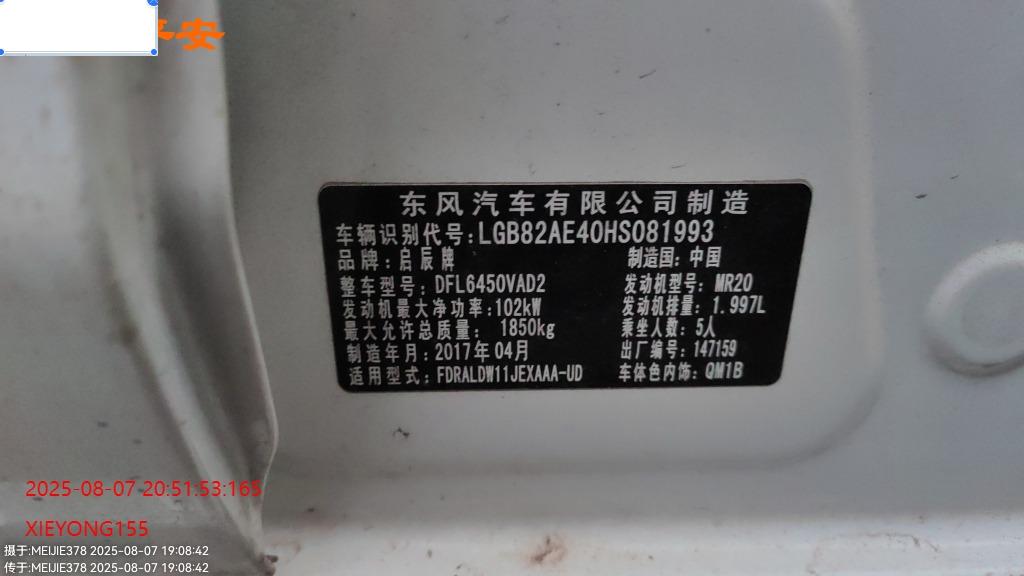 平安
东风汽车有限公司制造
车辆识别代号:LGB82AE40HS081993
品牌:启辰牌 制造国:中国
整车型号:DFL6450VAD2 发动机型号:MR20
发动机最大净功率:102kW 发动机排量:1.997L
最大允许总质量: 1850kg 乘坐人数:5人
制造年月:2017年04月 出厂编号:147159
适用型式:FDRALDW11JEXAAA-UD 车体色内饰:QM1B
2025-08-07 20:51:53:165
XIEYONG155
摄于:MEIJIE378 2025-08-07 19:08:42
传于:MEIJIE378 2025-08-07 19:08:42